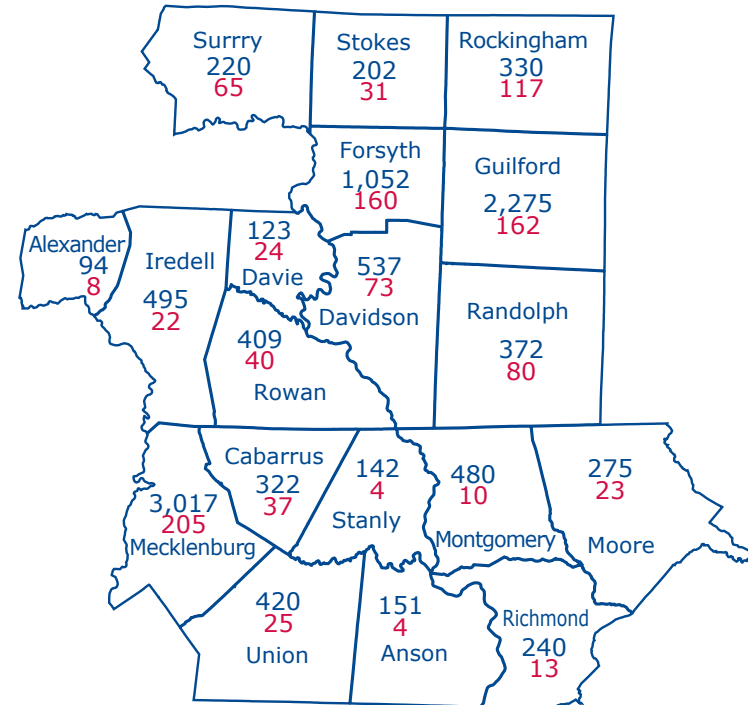 Surrry
220
65
Stokes
202
31
Rockingham
330
117
Forsyth
1,052
160
Guilford
2,275
162
Alexander
94
8
Iredell
495
22
123
24
Davie
537
73
Davidson
Randolph
372
80
409
40
Rowan
3,017
205
Mecklenburg
Cabarrus
322
37
142
4
Stanly
480
10
Montgomery
275
23
Moore
420
25
Union
151
4
Anson
Richmond
240
13